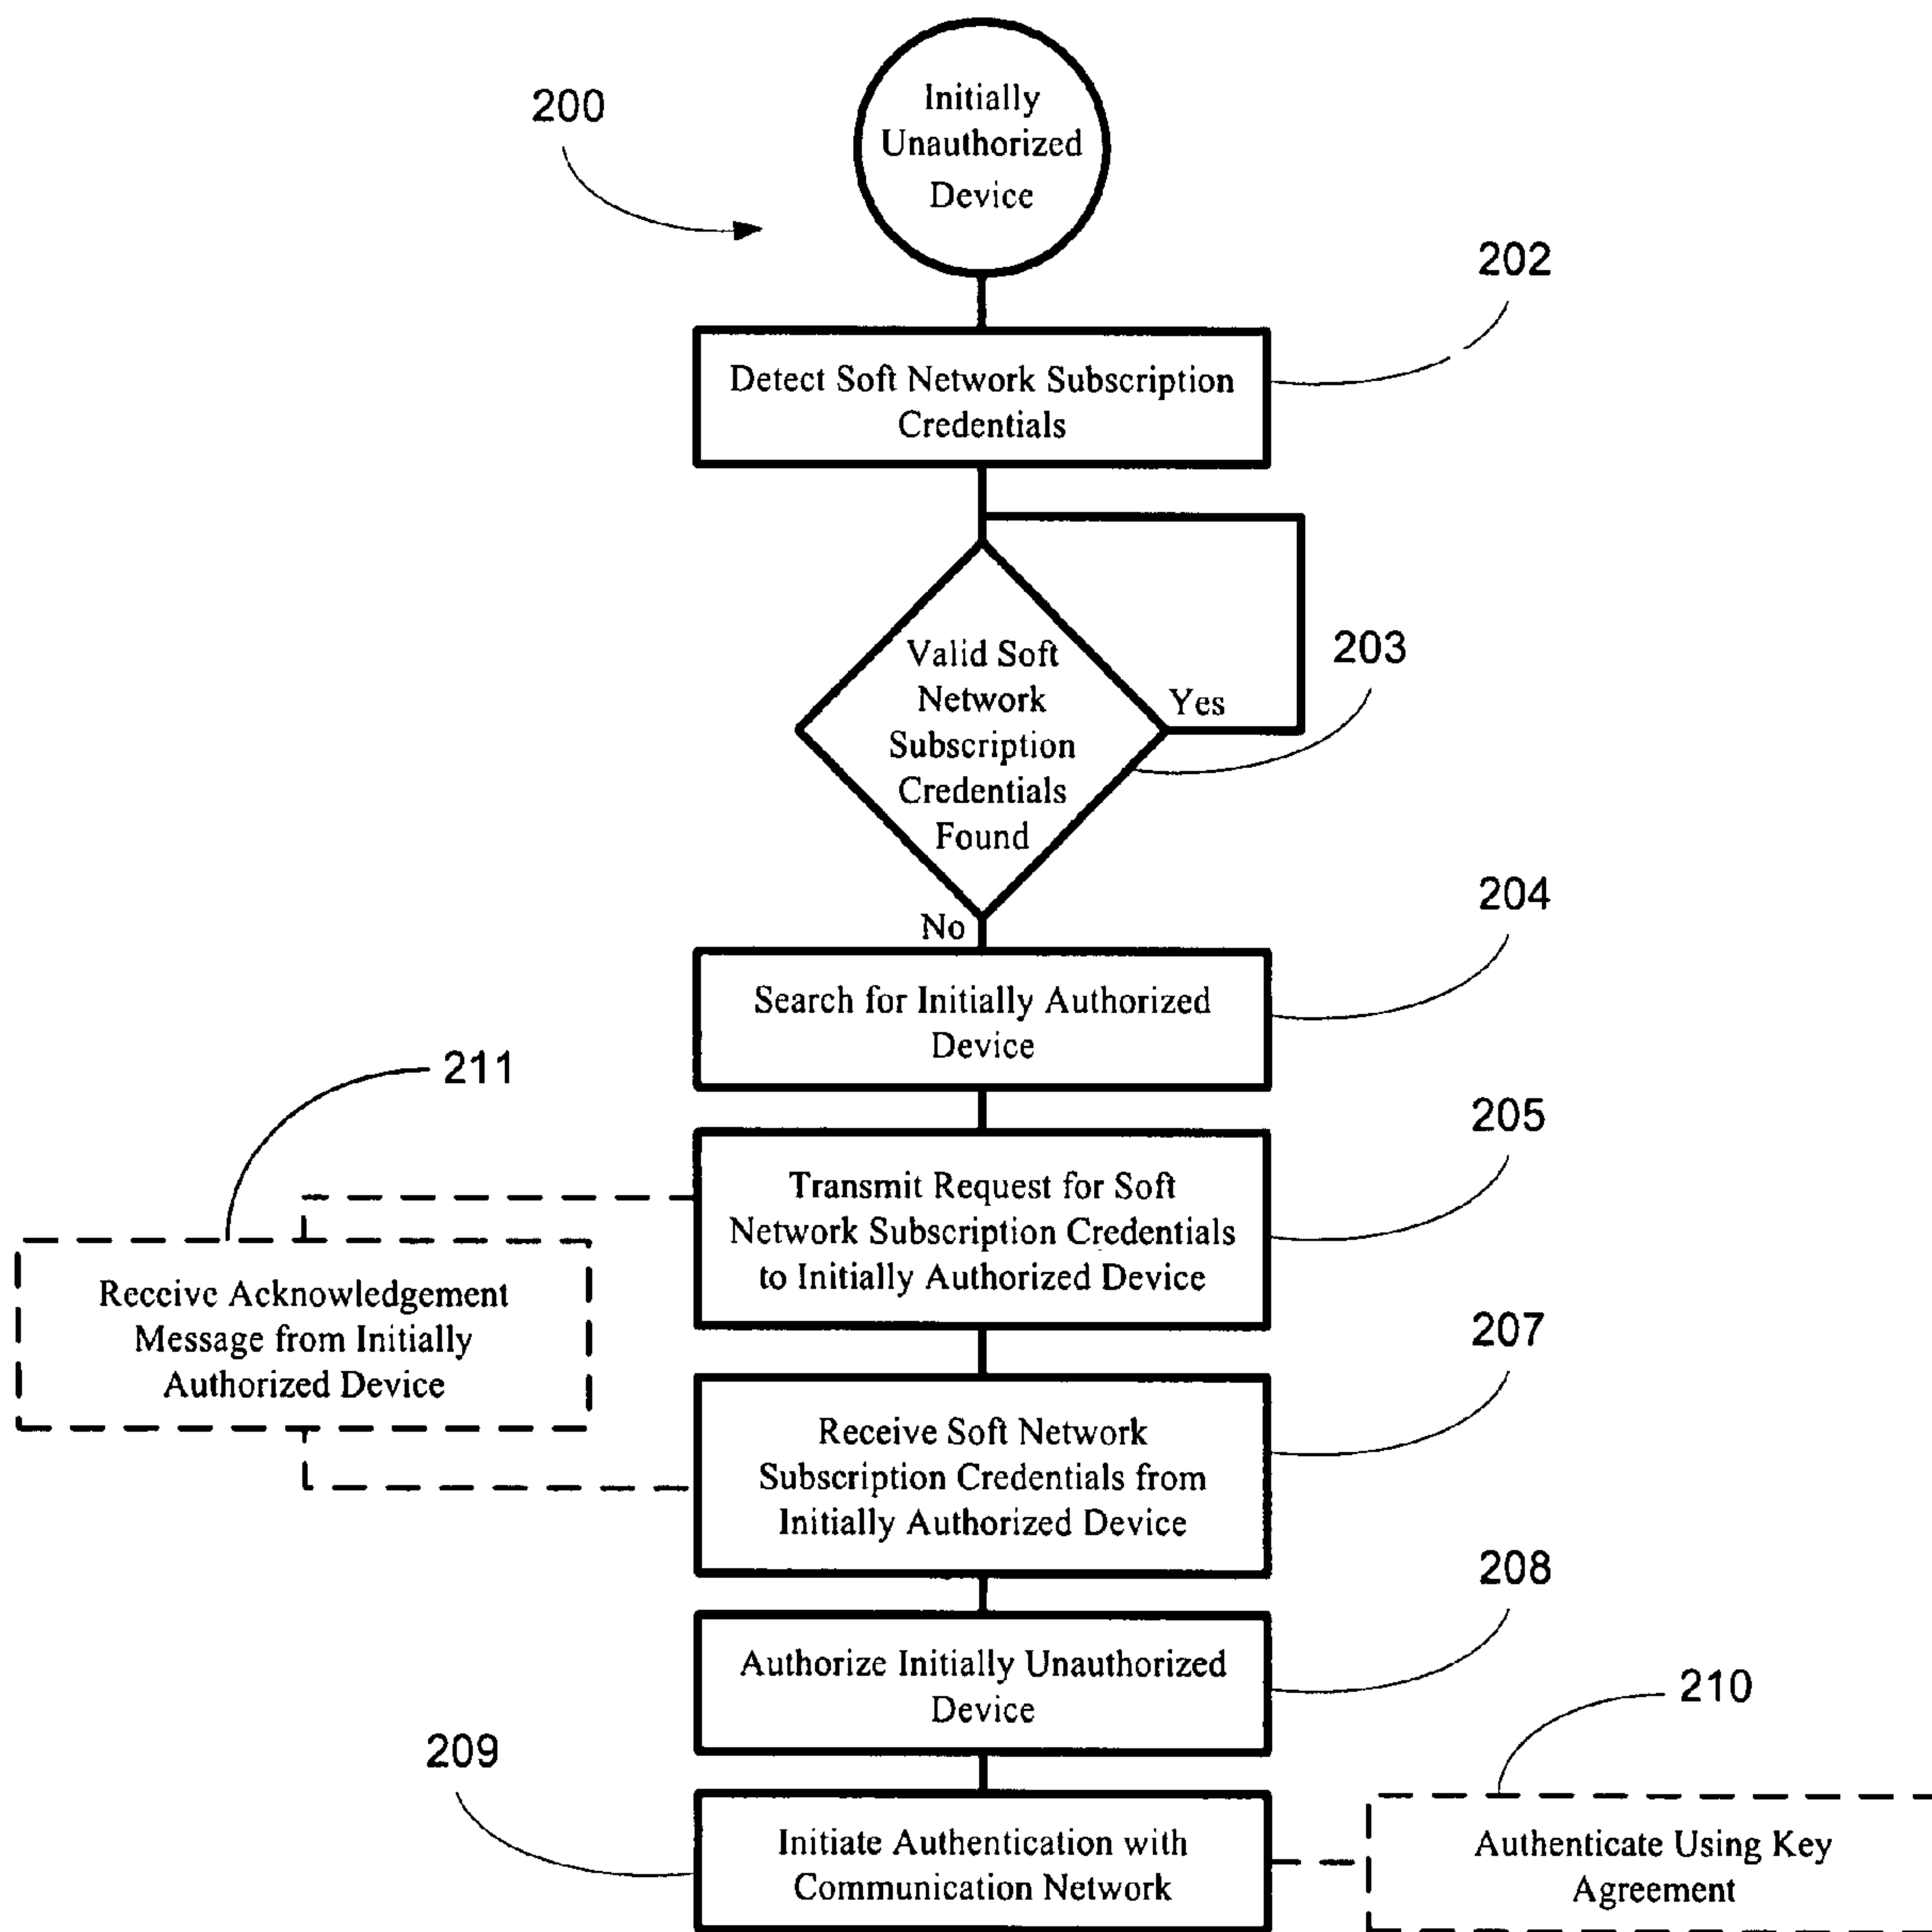 200
Initially
Unauthorized
Device
202
Detect Soft Network Subscription
Credentials
203
Valid Soft
Network
Subscription
Credentials
Found
Yes
No
204
Search for Initially Authorized
Device
211
205
Transmit Request for Soft
Network Subscription Credentials
to Initially Authorized Device
Receive Acknowledgement
Message from Initially
Authorized Device
207
Receive Soft Network
Subscription Credentials from
Initially Authorized Device
208
Authorize Initially Unauthorized
Device
210
209
Initiate Authentication with
Communication Network
Authenticate Using Key
Agreement